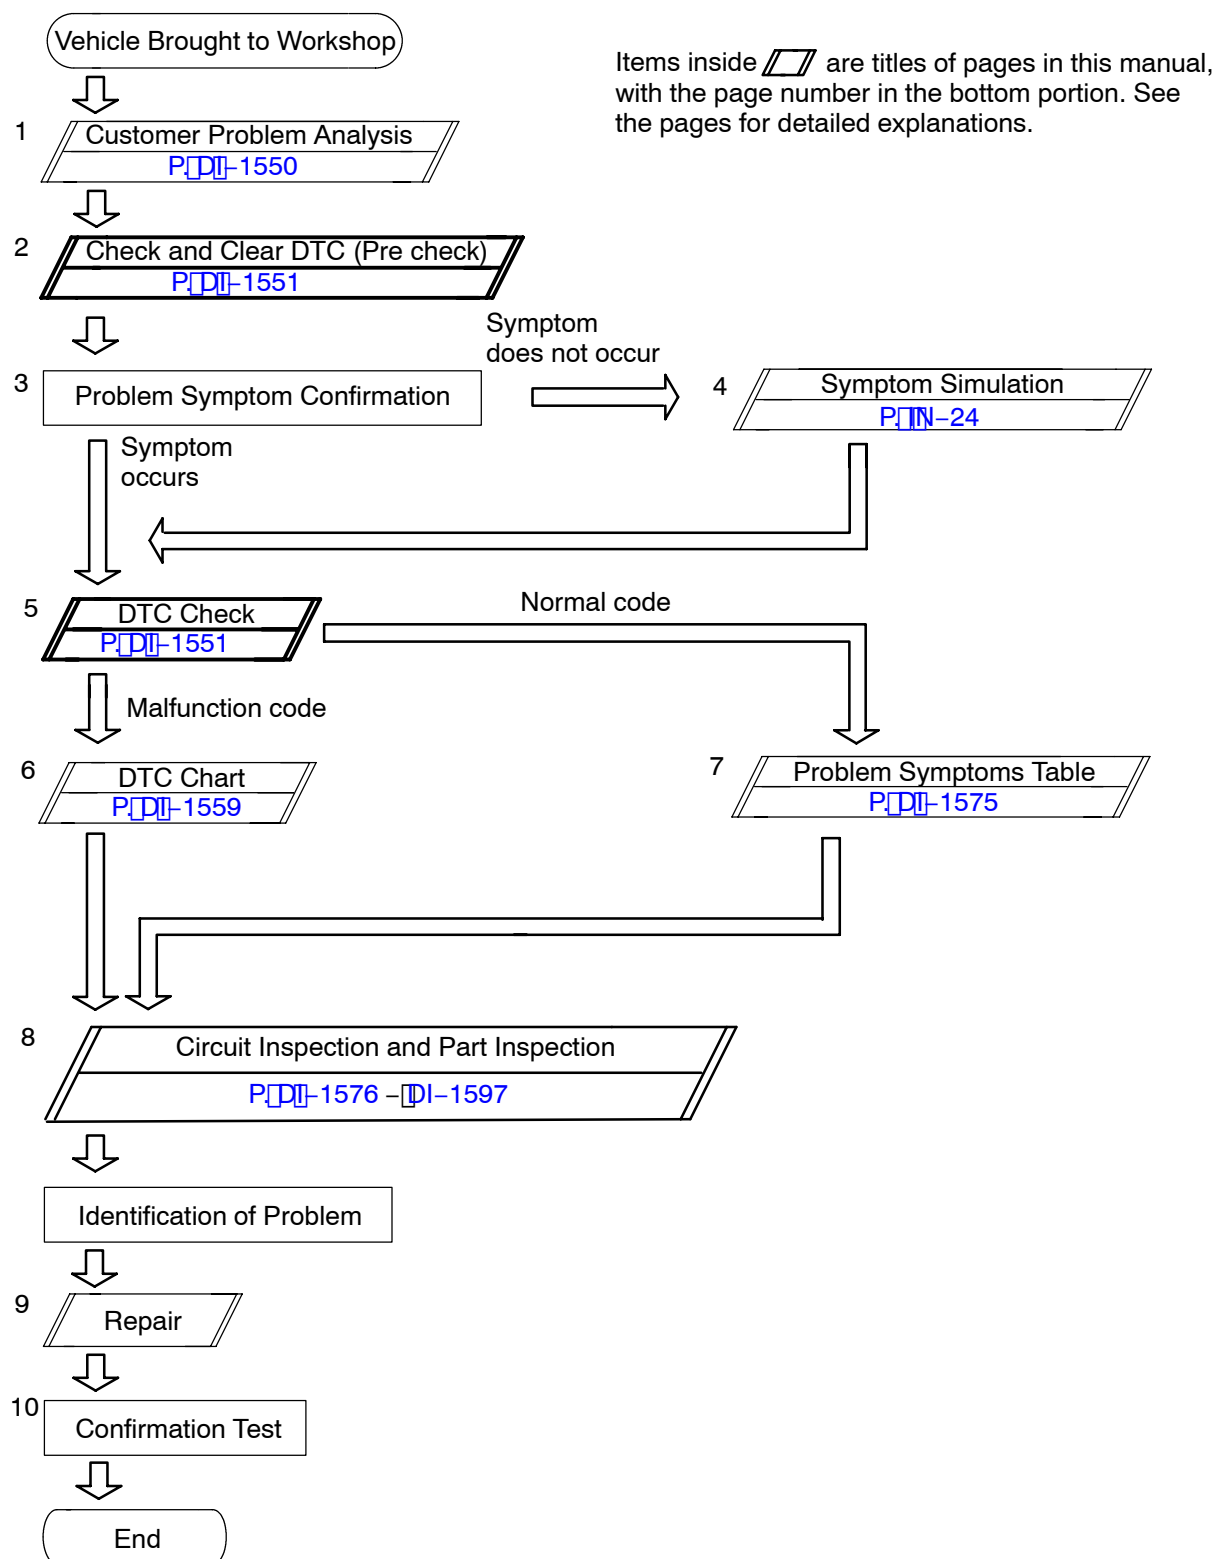 Vehicle Brought to Workshop
Items inside are titles of pages in this manual,
with the page number in the bottom portion. See
the pages for detailed explanations.
1
Customer Problem Analysis
P. DI–1550
2
Check and Clear DTC (Pre check)
P. DI–1551
3
Problem Symptom Confirmation
Symptom
does not occur
4
Symptom Simulation
P. IN–24
Symptom
occurs
5
DTC Check
P. DI–1551
Normal code
Malfunction code
6
DTC Chart
P. DI–1559
7
Problem Symptoms Table
P. DI–1575
8
Circuit Inspection and Part Inspection
P. DI–1576 – DI–1597
Identification of Problem
9
Repair
10
Confirmation Test
End